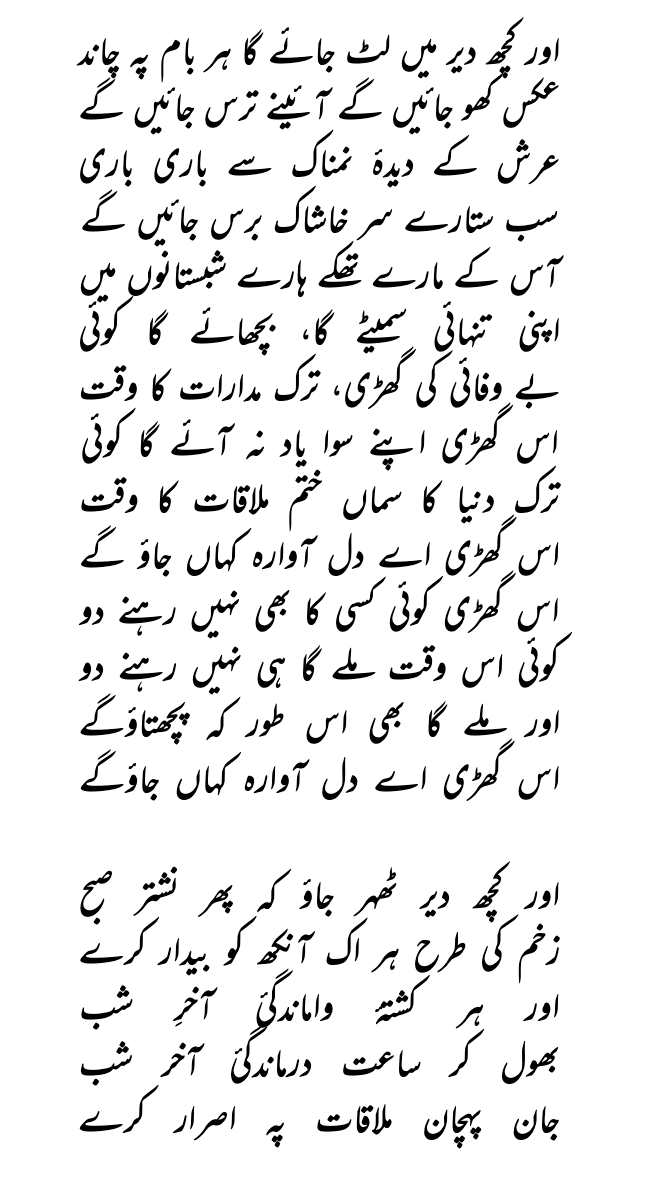 اور کچھ دیر میں لٹ جائے گا ہر بام پہ چاند
عکس کھو جائیں گے آئینے ترس جائیں گے
عرش کے دیدۂ نمناک سے باری باری
سب ستارے سر خاشاک برس جائیں گے
آس کے مارے تھکے ہارے شبستانوں میں
اپنی تنہائی سمیٹے گا، بچھائے گا کوئی
بے وفائی کی گھڑی، ترک مدارات کا وقت
اس گھڑی اپنے سوا یاد نہ آئے گا کوئی
ترک دنیا کا سماں ختم ملاقات کا وقت
اس گھڑی اے دل آوارہ کہاں جاؤ گے
اس گھڑی کوئی کسی کا بھی نہیں رہنے دو
کوئی اس وقت ملے گا ہی نہیں رہنے دو
اور ملے گا بھی اس طور کہ پچھتاؤگے
اس گھڑی اے دل آوارہ کہاں جاؤگے
اور کچھ دیر ٹھہر جاؤ کہ پھر نشتر صبح
زخم کی طرح ہر اک آنکھ کو بیدار کرے
اور ہر کشتۂ واماندگیٔ آخرِ شب
بھول کر ساعت درماندگیٔ آخر شب
جان پہچان ملاقات پہ اصرار کرے